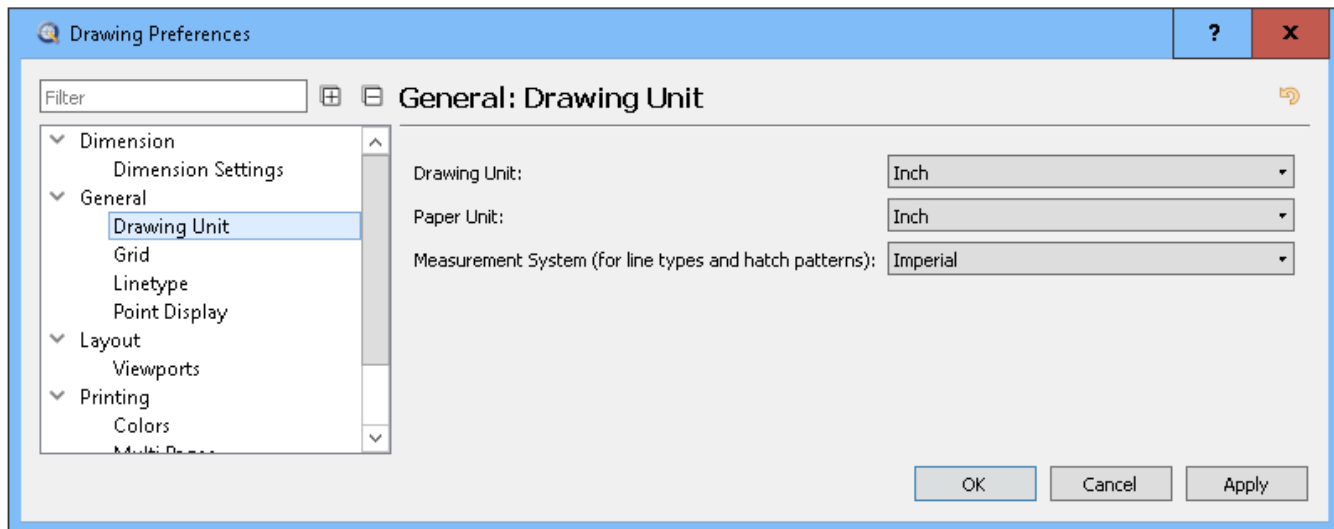 Drawing Preferences
?
x
Filter
General: Drawing Unit
Dimension
Dimension Settings
General
Drawing Unit
Grid
Linetype
Point Display
Layout
Viewports
Printing
Colors
Drawing Unit:
Inch
Paper Unit:
Inch
Measurement System (for line types and hatch patterns):
Imperial
OK
Cancel
Apply